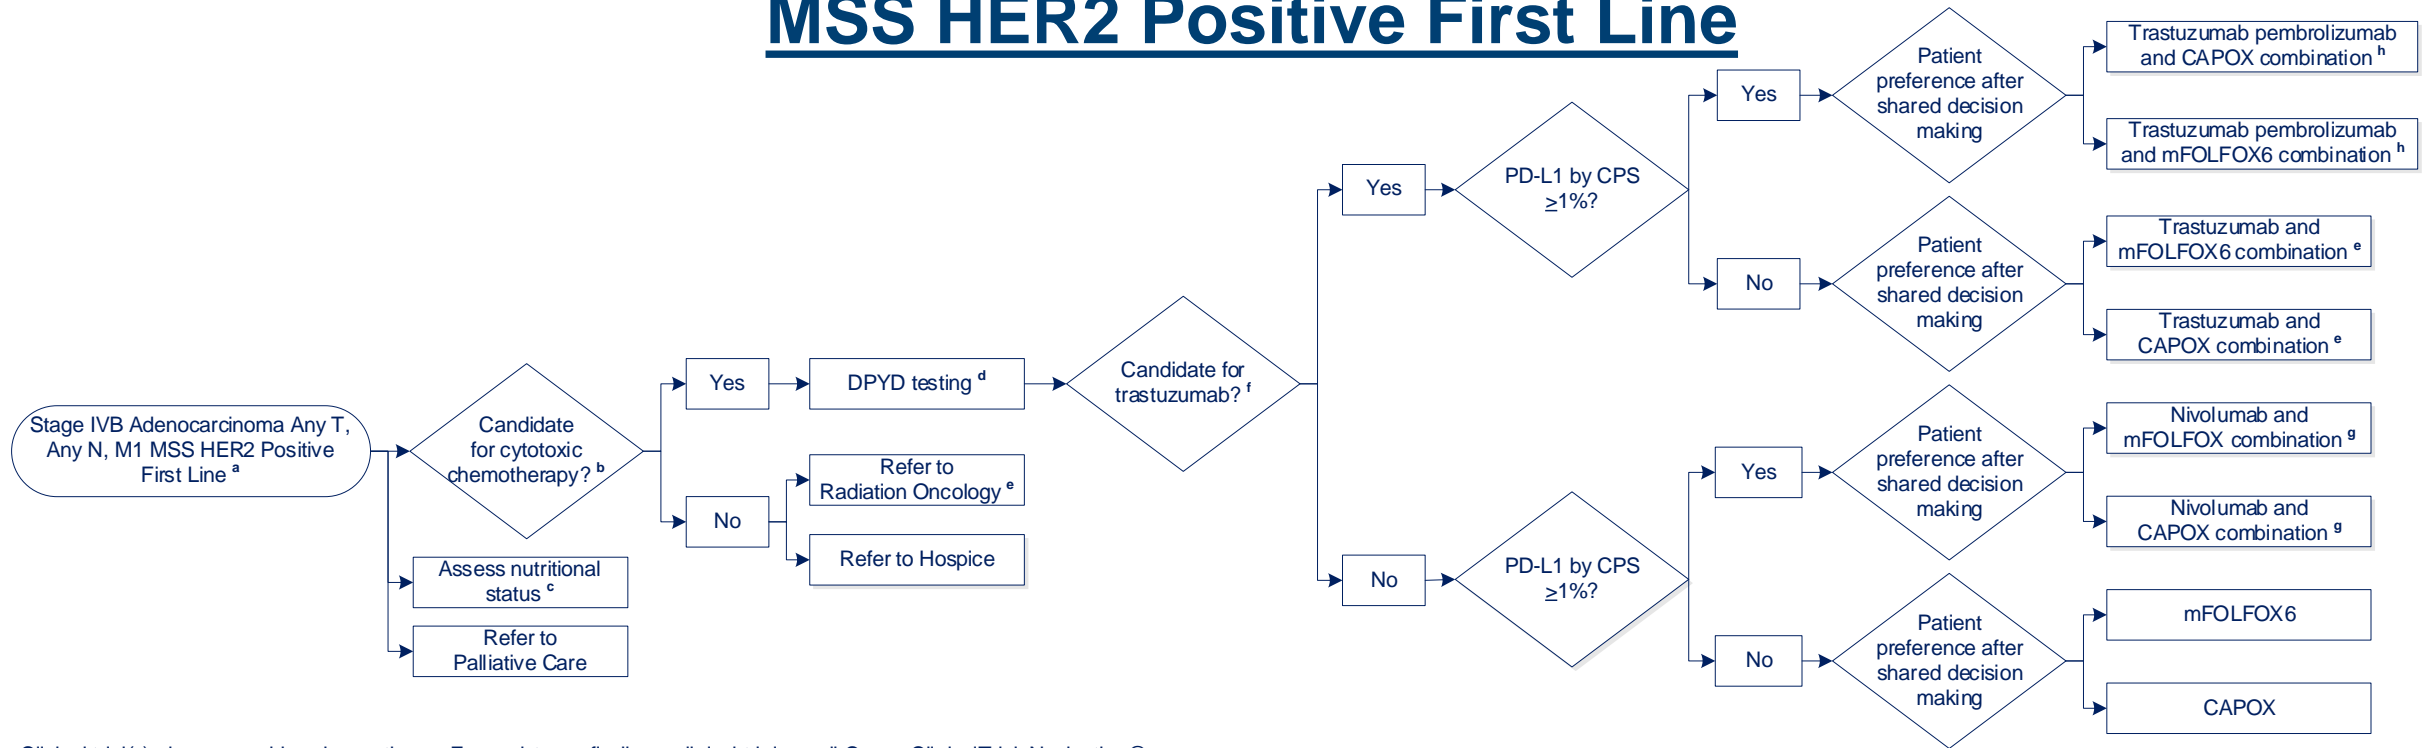 MSS HER2 Positive First Line
Stage IVB Adenocarcinoma Any T,
Any N, M1 MSS HER2 Positive
First Line a
Candidate
for cytotoxic
chemotherapy? b
Assess nutritional
status c
Refer to
Palliative Care
Yes
No
DPYD testing d
Refer to
Radiation Oncology e
Refer to Hospice
Candidate for
trastuzumab? f
Yes
No
PD-L1 by CPS
≥1%?
PD-L1 by CPS
≥1%?
Yes
No
Yes
No
Patient
preference after
shared decision
making
Patient
preference after
shared decision
making
Patient
preference after
shared decision
making
Patient
preference after
shared decision
making
Trastuzumab pembrolizumab
and CAPOX combination h
Trastuzumab pembrolizumab
and mFOLFOX6 combination h
Trastuzumab and
mFOLFOX6 combination e
Trastuzumab and
CAPOX combination e
Nivolumab and
mFOLFOX combination g
Nivolumab and
CAPOX combination g
mFOLFOX6
CAPOX